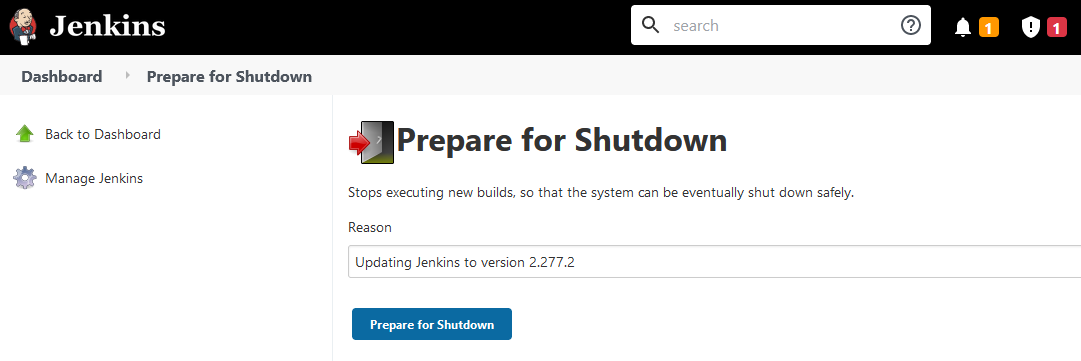 Jenkins
search
1
1
Dashboard
Prepare for Shutdown
Back to Dashboard
Manage Jenkins
Prepare for Shutdown
Stops executing new builds, so that the system can be eventually shut down safely.
Reason
Updating Jenkins to version 2.277.2
Prepare for Shutdown